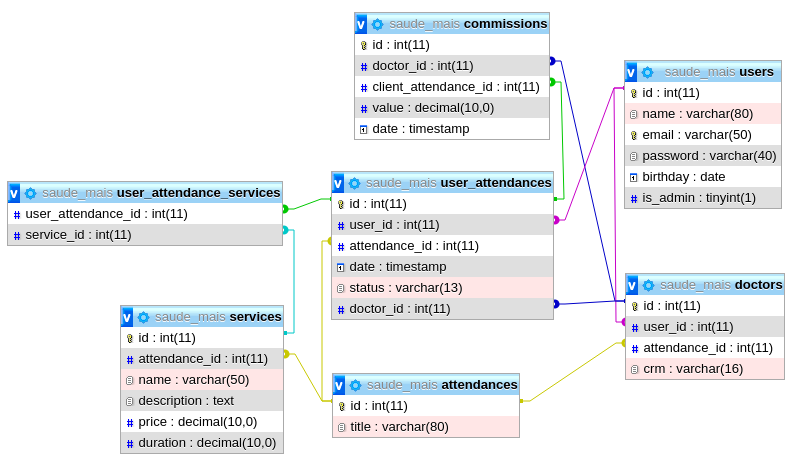 v saude_mais commissions
id : int(11)
# doctor_id : int(11)
# client_attendance_id : int(11)
# value : decimal(10,0)
date : timestamp
v saude_mais users
id : int(11)
name : varchar(80)
email : varchar(50)
password : varchar(40)
birthday : date
# is_admin : tinyint(1)
v saude_mais user_attendance_services
# user_attendance_id : int(11)
# service_id : int(11)
v saude_mais user_attendances
id : int(11)
# user_id : int(11)
# attendance_id : int(11)
date : timestamp
status : varchar(13)
# doctor_id : int(11)
v saude_mais doctors
id : int(11)
# user_id : int(11)
# attendance_id : int(11)
crm : varchar(16)
v saude_mais services
id : int(11)
# attendance_id : int(11)
name : varchar(50)
description : text
# price : decimal(10,0)
# duration : decimal(10,0)
v saude_mais attendances
id : int(11)
title : varchar(80)